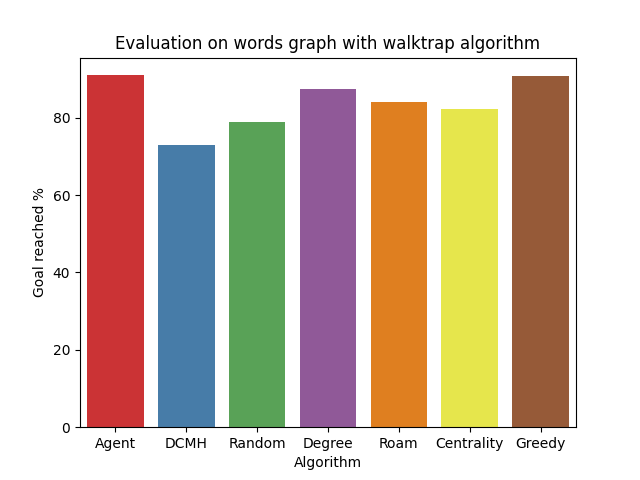 Evaluation on words graph with walktrap algorithm
Goal reached %
80
60
40
20
0
Agent DCMH Random Degree Roam Centrality Greedy
Algorithm